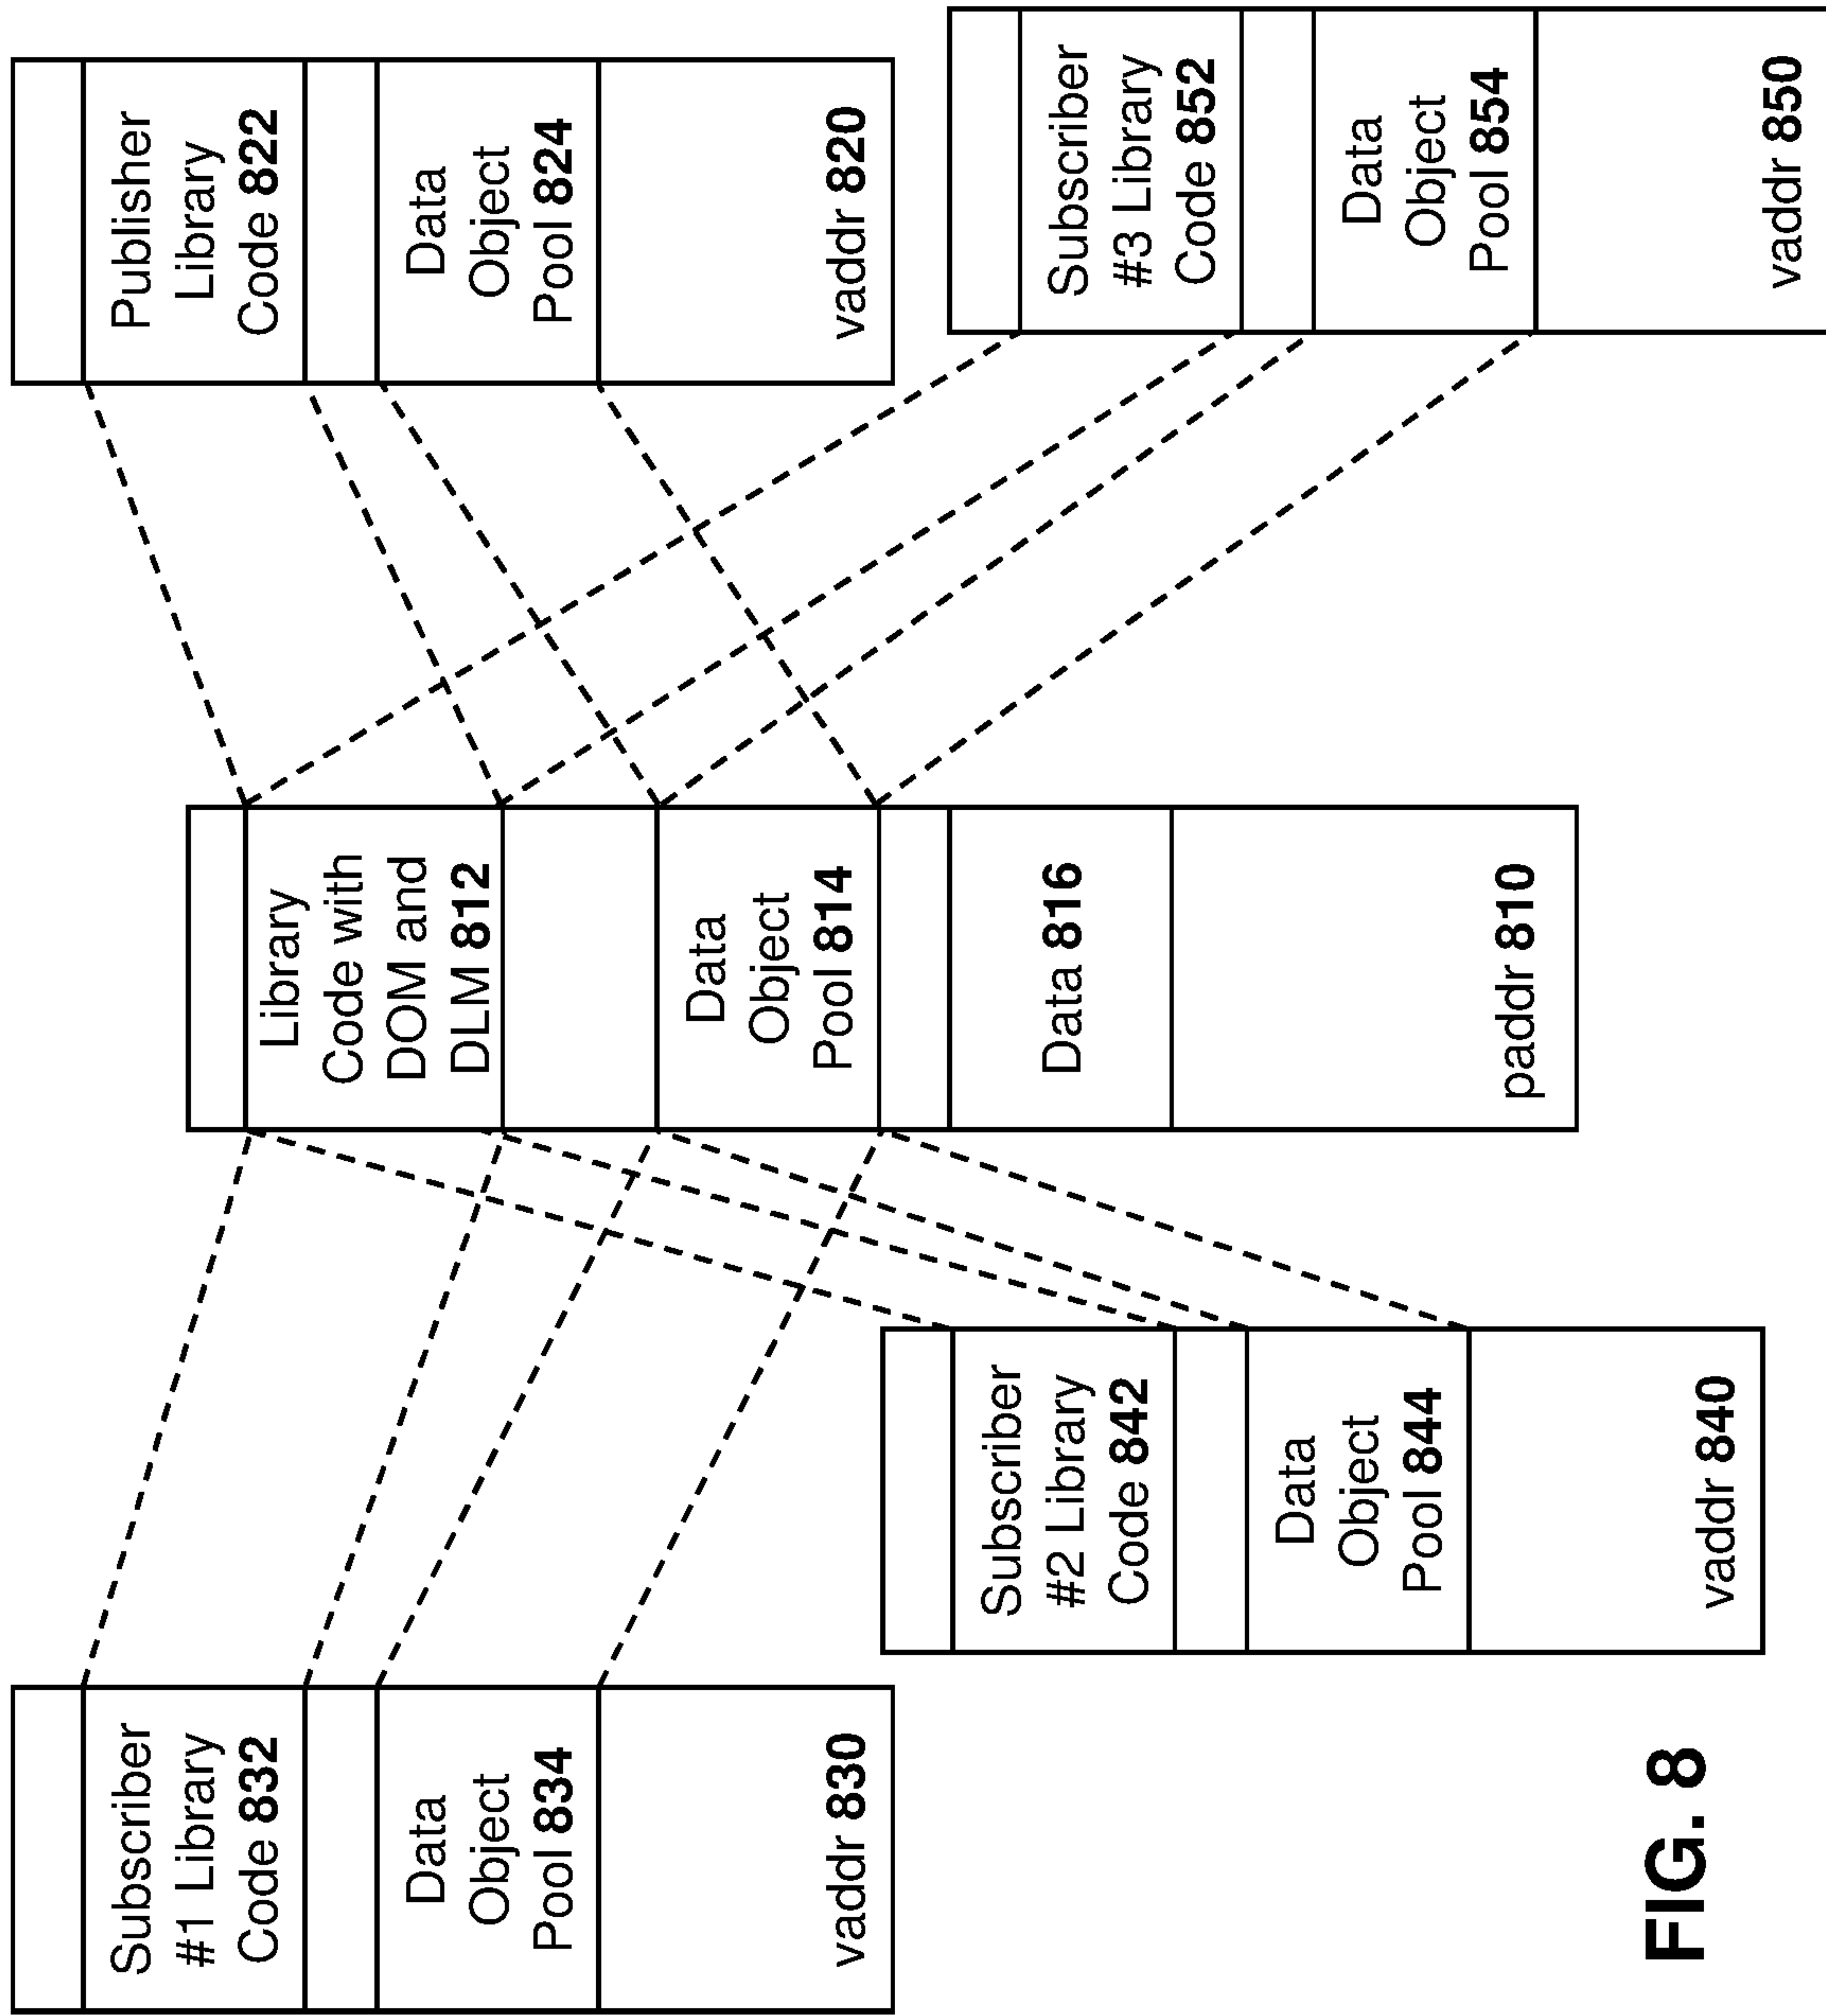 Subscriber
#1 Library
Code 832
Data
Object
Pool 834
vaddr 830
Subscriber
#2 Library
Code 842
Data
Object
Pool 844
vaddr 840
Library
Code with
DOM and
DLM 812
Data
Object
Pool 814
Data 816
paddr 810
Publisher
Library
Code 822
Data
Object
Pool 824
vaddr 820
Subscriber
#3 Library
Code 852
Data
Object
Pool 854
vaddr 850
FIG. 8